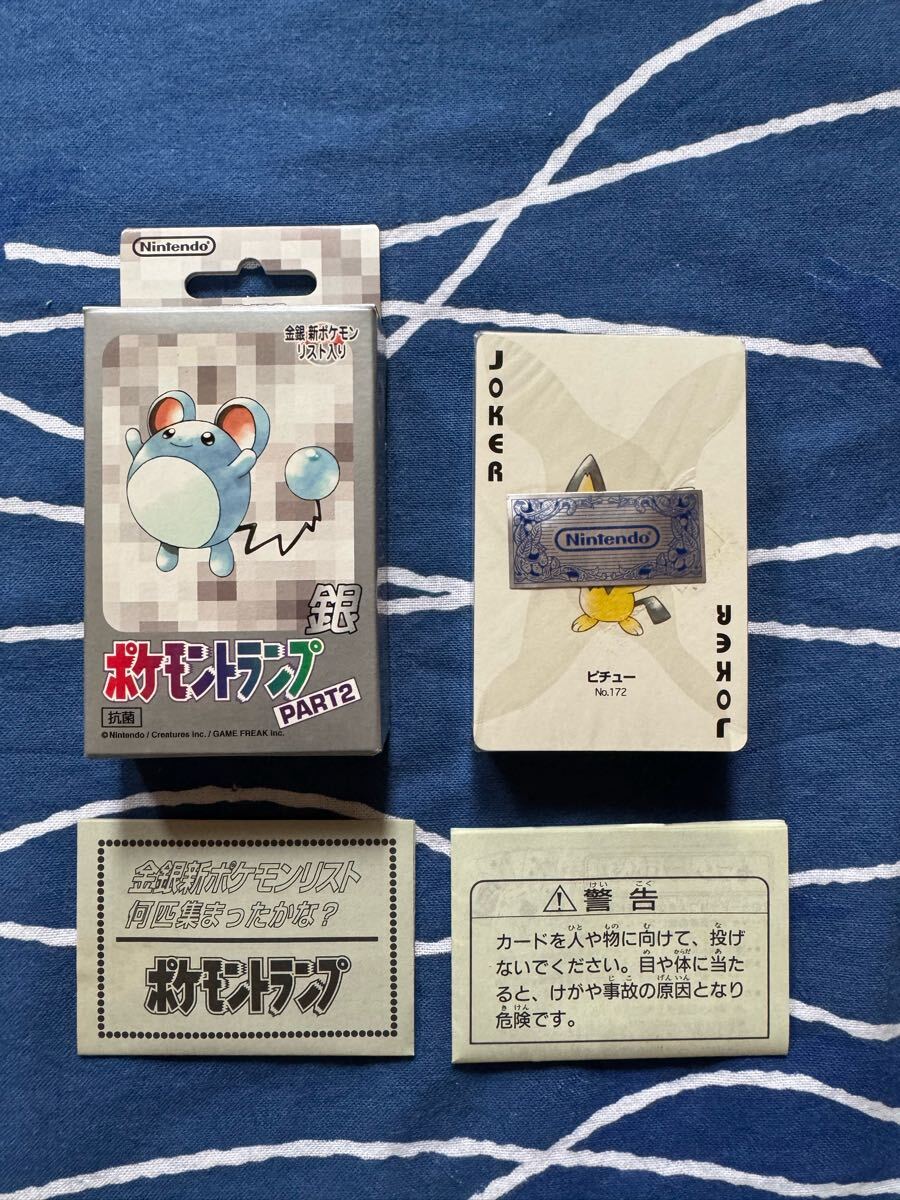 Nintendo
金銀 新ポケモン
リスト入り
銀
ポケモントランプ
PART2
抗菌
©Nintendo / Creatures inc. / GAME FREAK inc.
JOKER
Nintendo
ピチュー
No.172
JOKER
金銀新ポケモンリスト
何匹集まったかな？
ポケモントランプ
けい こく
⚠警告
ひと もの む な
カードを人や物に向けて、投げ
め からだ あ
ないでください。目や体に当た
じ こ げんいん
ると、けがや事故の原因となり
き けん
危険です。